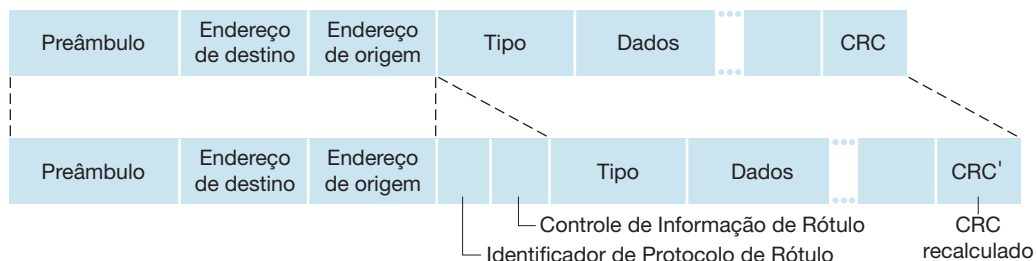 Preâmbulo
Endereço
de destino
Endereço
de origem
Tipo
Dados
CRC
Preâmbulo
Endereço
de destino
Endereço
de origem
Tipo
Dados
CRC'
Controle de Informação de Rótulo
Identificador de Protocolo de Rótulo
CRC
recalculado